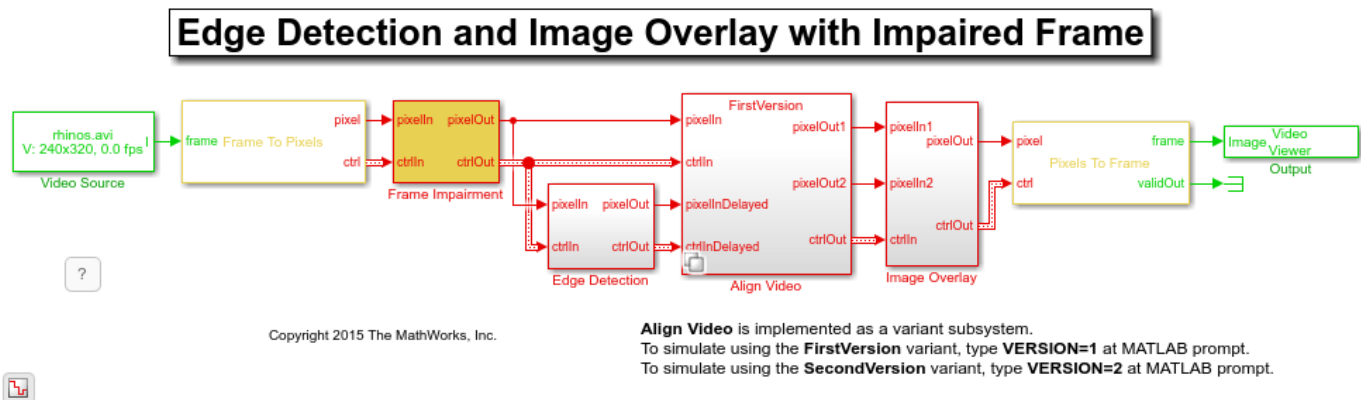 Edge Detection and Image Overlay with Impaired Frame
rhinos.avi
V: 240x320, 0.0 fps
I
Video Source
frame
Frame To Pixels
pixel
ctrl
pixelIn
pixelOut
ctrlIn
ctrlOut
Frame Impairment
pixelIn
pixelOut
ctrlIn
ctrlOut
Edge Detection
FirstVersion
pixelIn
pixelOut1
ctrlIn
pixelOut2
pixelInDelayed
ctrlOut
ctrlInDelayed
Align Video
pixelIn1
pixelOut
pixelIn2
ctrlOut
ctrlIn
Image Overlay
pixel
frame
Pixels To Frame
ctrl
validOut
Video
Image
Viewer
Output
?
Copyright 2015 The MathWorks, Inc.
Align Video is implemented as a variant subsystem.
To simulate using the FirstVersion variant, type VERSION=1 at MATLAB prompt.
To simulate using the SecondVersion variant, type VERSION=2 at MATLAB prompt.